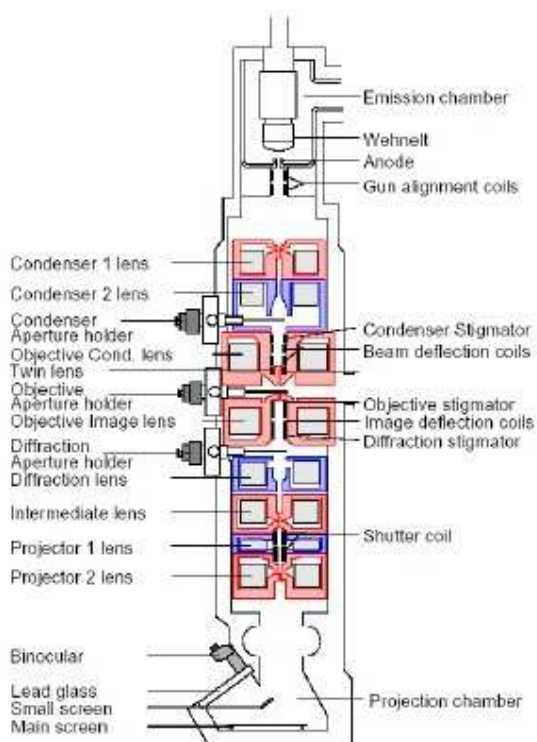 Emission chamber
Wehnelt
Anode
Gun alignment coils
Condenser 1 lens
Condenser 2 lens
Condenser
Aperture holder
Objective Cond. lens
Twin lens
Objective
Aperture holder
Objective Image lens
Diffraction
Aperture holder
Diffraction lens
Intermediate lens
Projector 1 lens
Projector 2 lens
Condenser Stigmator
Beam deflection coils
Objective stigmator
Image deflection coils
Diffraction stigmator
Shutter coil
Binocular
Lead glass
Small screen
Main screen
Projection chamber